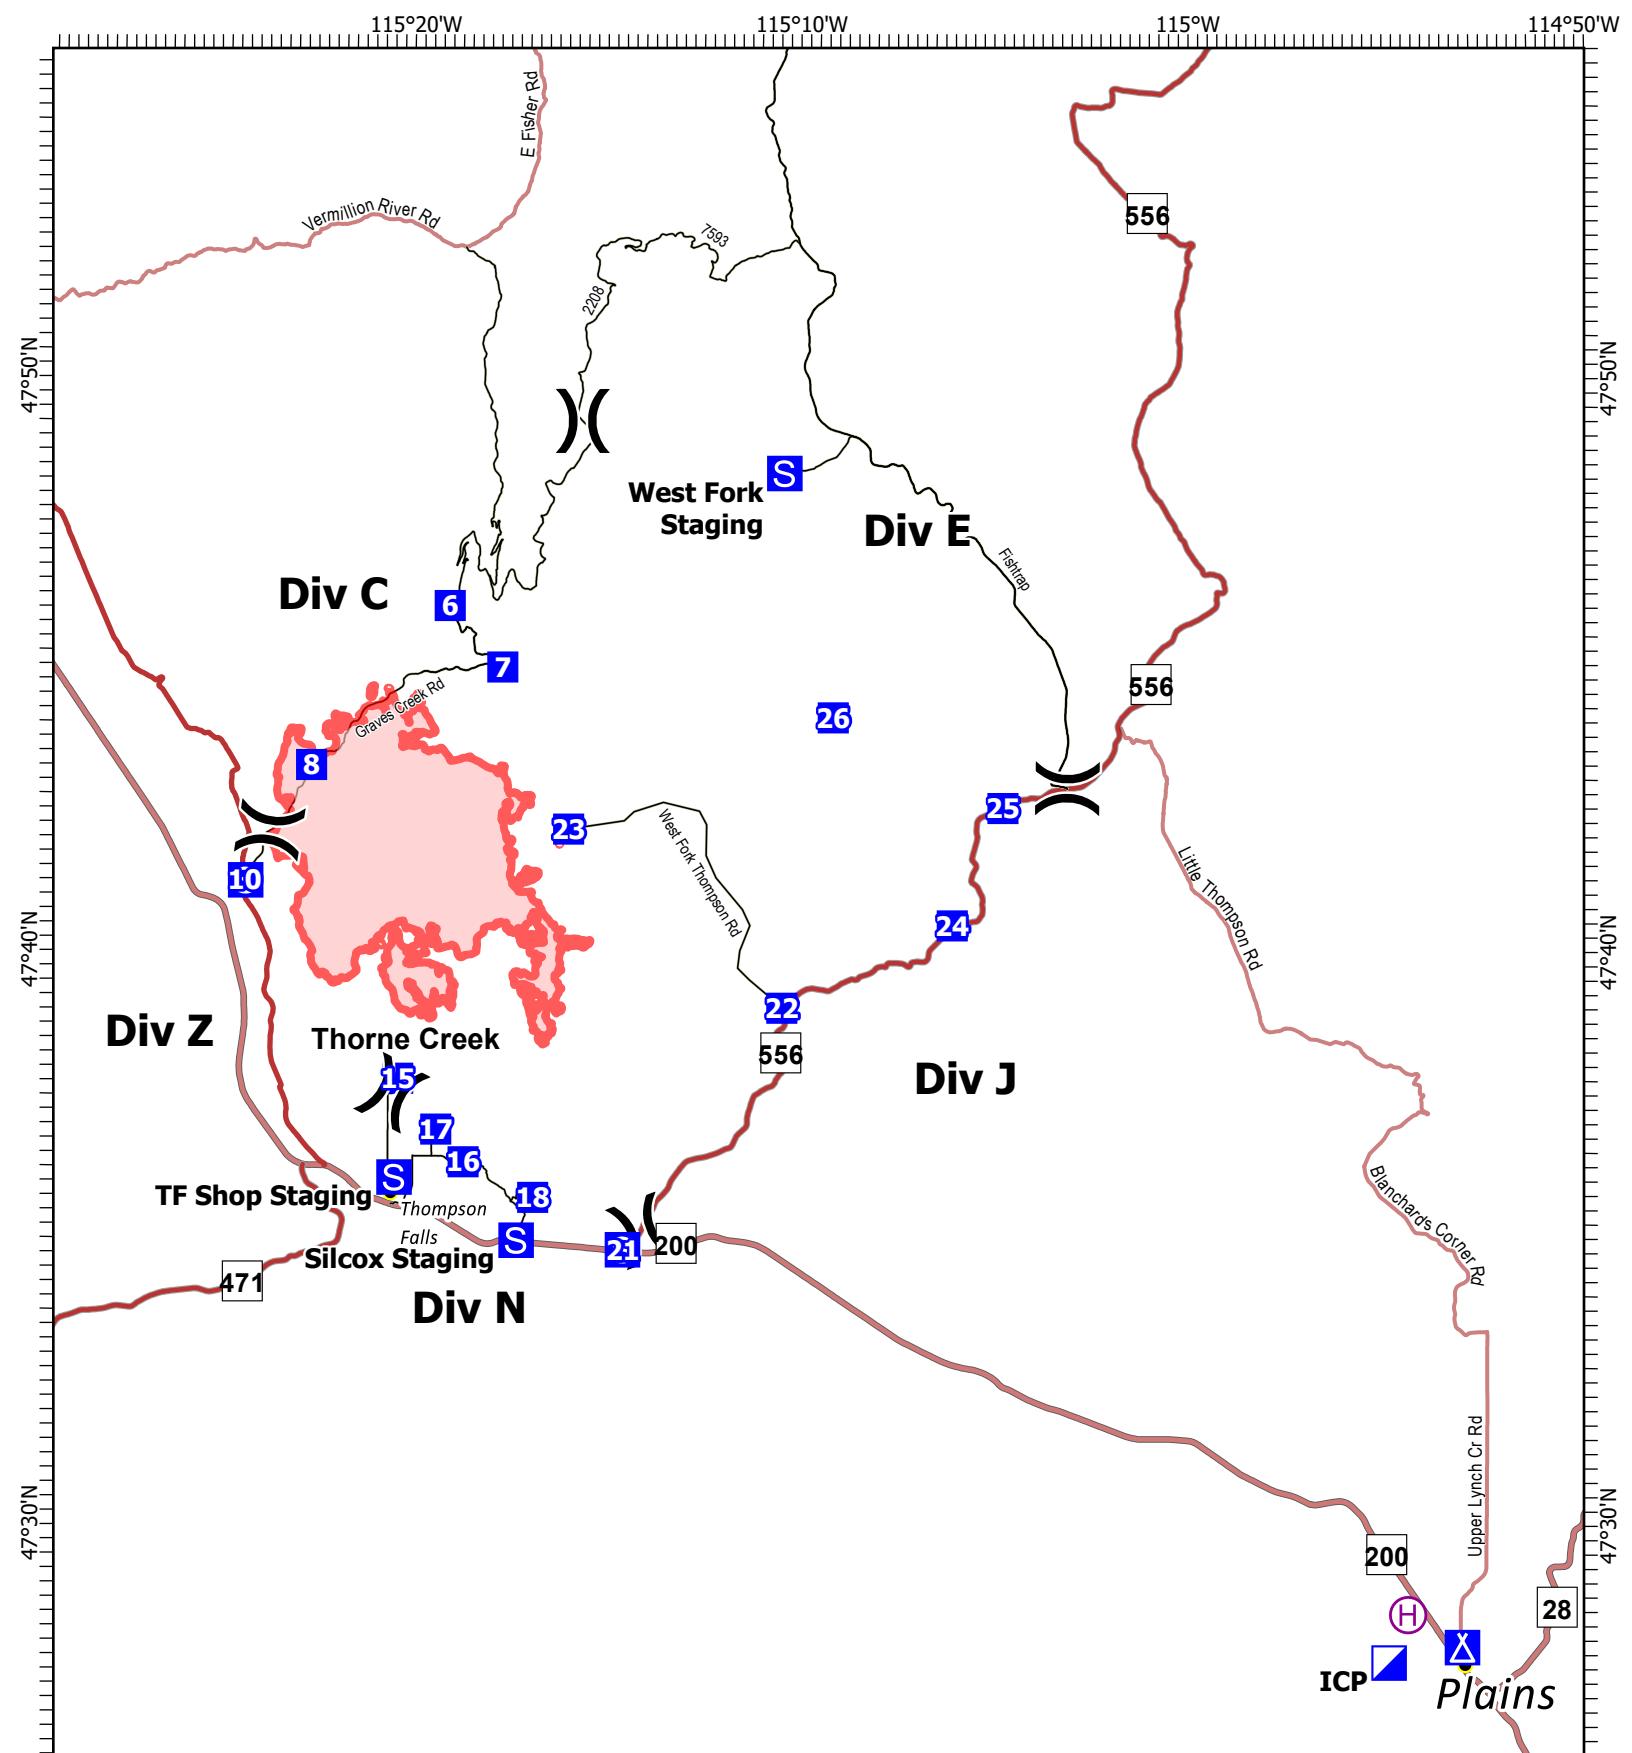 115°20'W
115°10'W
115°W
114°50'W
E Fisher Rd
Vermillion River Rd
556
7593
2208
47°50'N
47°50'N
S
West Fork
Staging
Div E
Fishtrap
Div C
6
7
556
Graves Creek Rd
26
8
25
23
West Fork Thompson Rd
Little Thompson Rd
10
24
47°40'N
47°40'N
22
Div Z
Thorne Creek
556
15
Div J
17
16
S
TF Shop Staging
18
Thompson
Falls
Blanchards Corner Rd
S
Silcox Staging
21
200
471
Div N
Upper Lynch Cr Rd
47°30'N
47°30'N
200
28
H
ICP
Plains